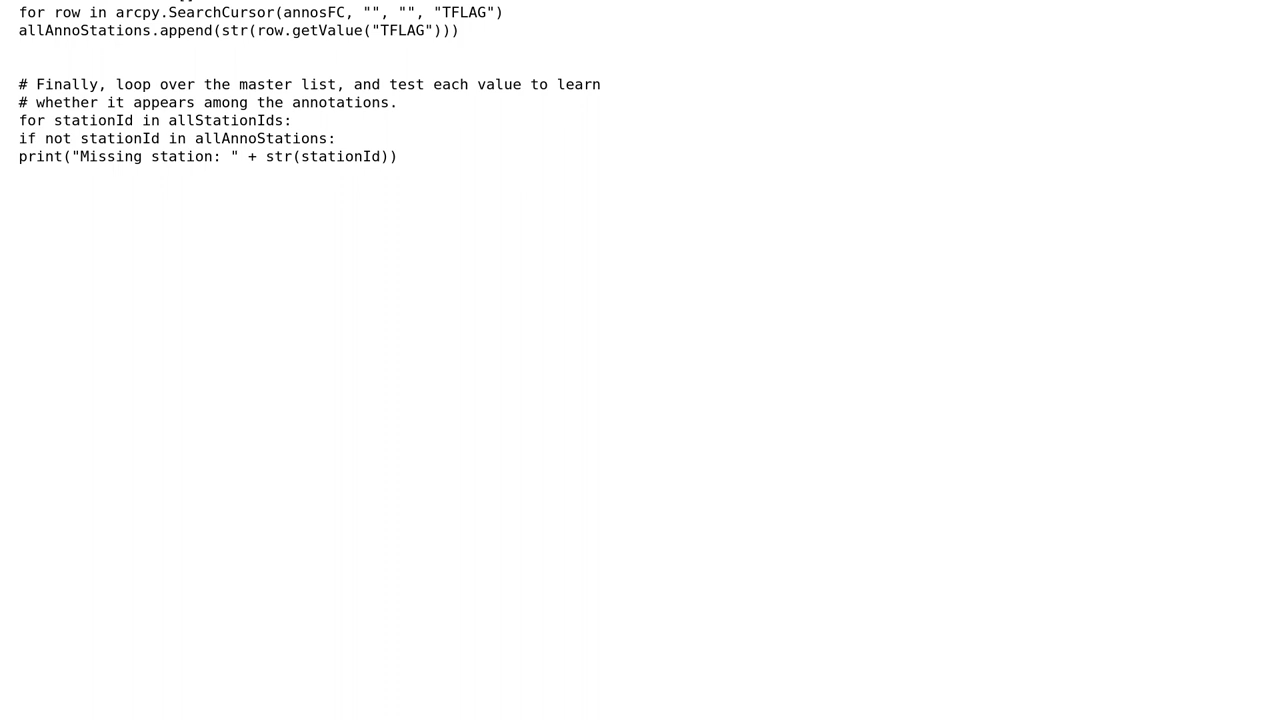 for row in arcpy.SearchCursor(annosFC, "", "", "TFLAG")
allAnnoStations.append(str(row.getValue("TFLAG")))
# Finally, loop over the master list, and test each value to learn
# whether it appears among the annotations.
for stationId in allStationIds:
if not stationId in allAnnoStations:
print("Missing station: " + str(stationId))